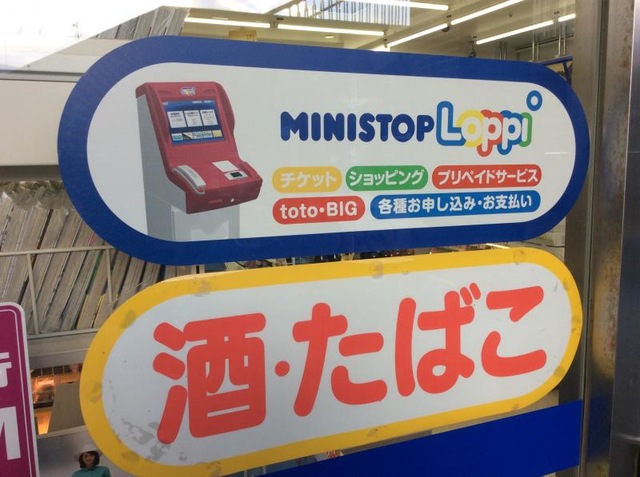 MINISTOP Loppi
チケット ショッピング プリペイドサービス
toto・BIG 各種お申し込み・お支払い
酒・たばこ
行
M